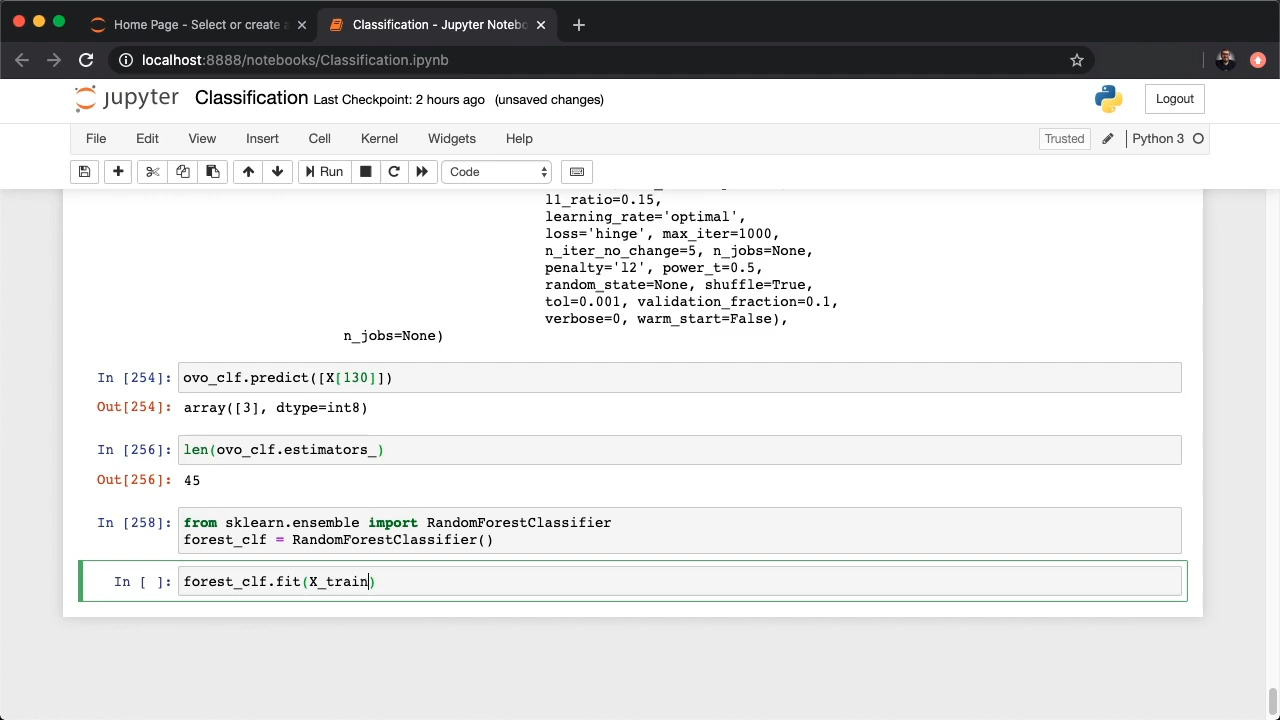 Home Page - Select or create a
Classification - Jupyter Notebo
localhost:8888/notebooks/Classification.ipynb
jupyter Classification Last Checkpoint: 2 hours ago (unsaved changes)
Logout
File Edit View Insert Cell Kernel Widgets Help
Trusted Python 3
Run Code
l1_ratio=0.15,
learning_rate='optimal',
loss='hinge', max_iter=1000,
n_iter_no_change=5, n_jobs=None,
penalty='l2', power_t=0.5,
random_state=None, shuffle=True,
tol=0.001, validation_fraction=0.1,
verbose=0, warm_start=False),
n_jobs=None)
In [254]: ovo_clf.predict([X[130]])
Out[254]: array([3], dtype=int8)
In [256]: len(ovo_clf.estimators_)
Out[256]: 45
In [258]: from sklearn.ensemble import RandomForestClassifier
forest_clf = RandomForestClassifier()
In [ ]: forest_clf.fit(X_train)